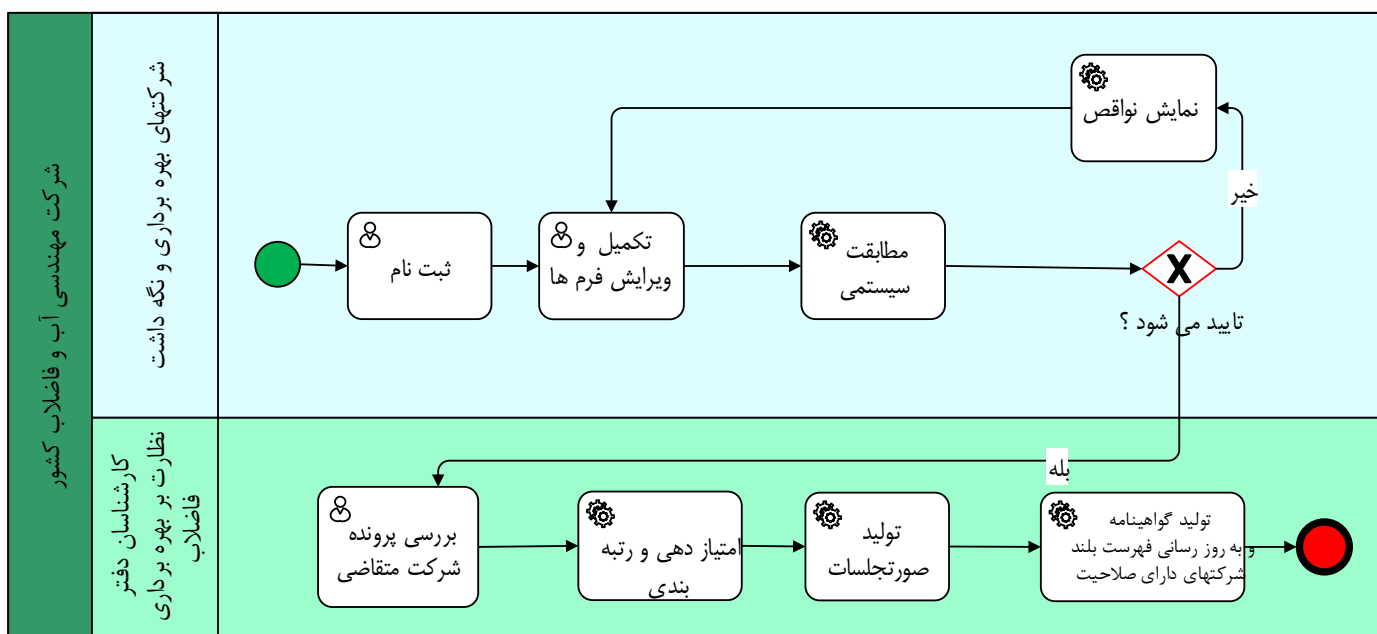 شرکت مهندسی آب و فاضلاب کشور
شرکتهای بهره برداری و نگه داشت
ثبت نام
تکمیل و
ویرایش فرم ها
مطابقت
سیستمی
نمایش نواقص
خیر
تایید می شود ؟
بله
کارشناسان دفتر
نظارت بر بهره برداری
فاضلاب
بررسی پرونده
شرکت متقاضی
امتیاز دهی و رتبه
بندی
تولید
صورتجلسات
تولید گواهینامه
و به روز رسانی فهرست بلند
شرکتهای دارای صلاحیت